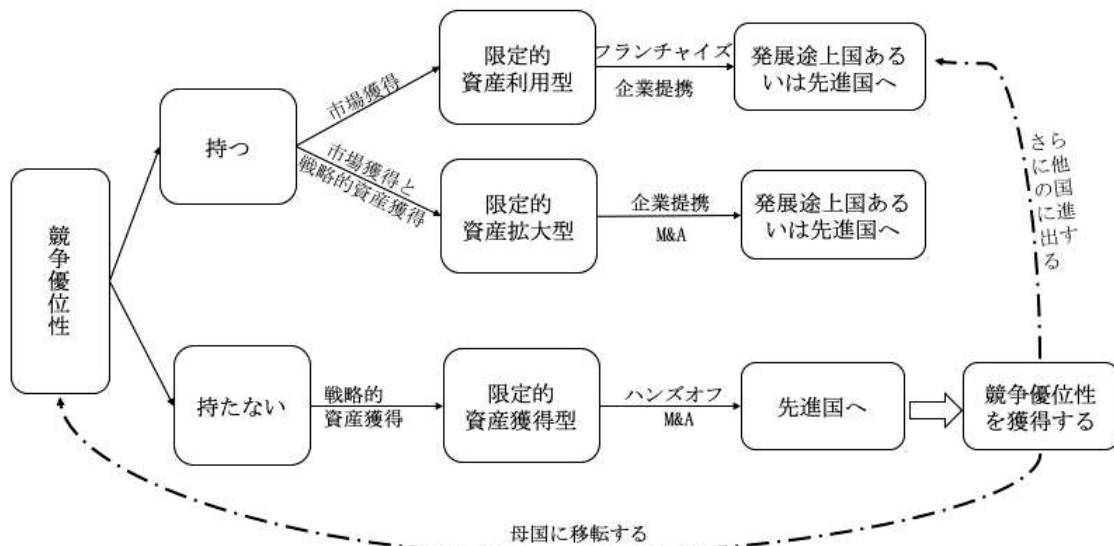 競争優位性
持つ
持たない
市場獲得
市場獲得と
戦略的資産獲得
戦略的
資産獲得
限定的
資産利用型
限定的
資産拡大型
限定的
資産獲得型
フランチャイズ
企業提携
企業提携
M&A
ハンズオフ
M&A
発展途上国ある
いは先進国へ
発展途上国ある
いは先進国へ
先進国へ
競争優位性
を獲得する
さらに他の国に進出する
母国に移転する